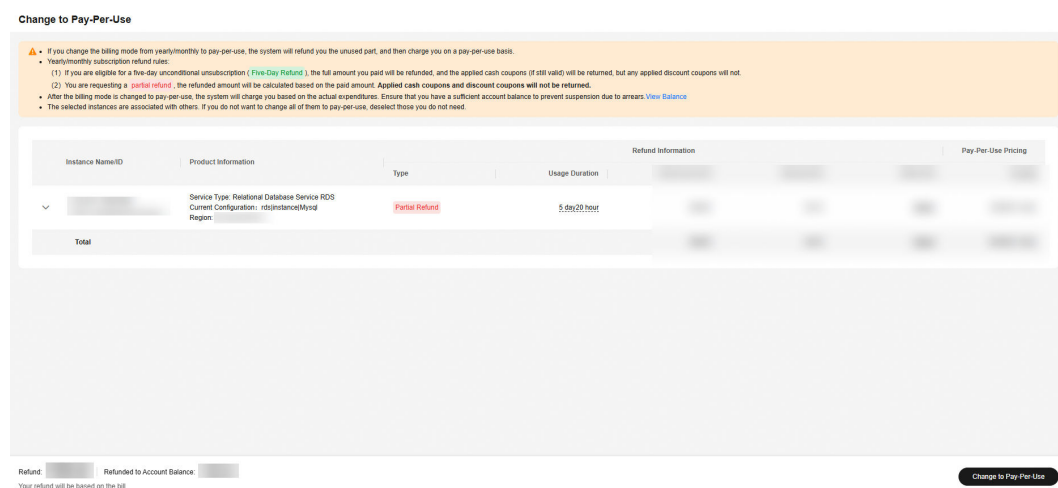 Change to Pay-Per-Use
If you change the billing mode from yearly/monthly to pay-per-use, the system will refund you the unused part, and then charge you on a pay-per-use basis.
Yearly/monthly subscription refund rules:
(1) If you are eligible for a five-day unconditional unsubscription ( Five-Day Refund ), the full amount you paid will be refunded, and the applied cash coupons (if still valid) will be returned, but any applied discount coupons will not.
(2) You are requesting a partial refund , the refunded amount will be calculated based on the paid amount. Applied cash coupons and discount coupons will not be returned.
After the billing mode is changed to pay-per-use, the system will charge you based on the actual expenditures. Ensure that you have a sufficient account balance to prevent suspension due to arrears.View Balance
The selected instances are associated with others. If you do not want to change all of them to pay-per-use, deselect those you do not need.
Refund Information Pay-Per-Use Pricing
Instance Name/ID Product Information
Type Usage Duration
Service Type: Relational Database Service RDS
Current Configuration: rds|instance|Mysql
Region:
Partial Refund 5 day20 hour
Total
Refund: Refunded to Account Balance:
Your refund will be based on the bill
Change to Pay-Per-Use